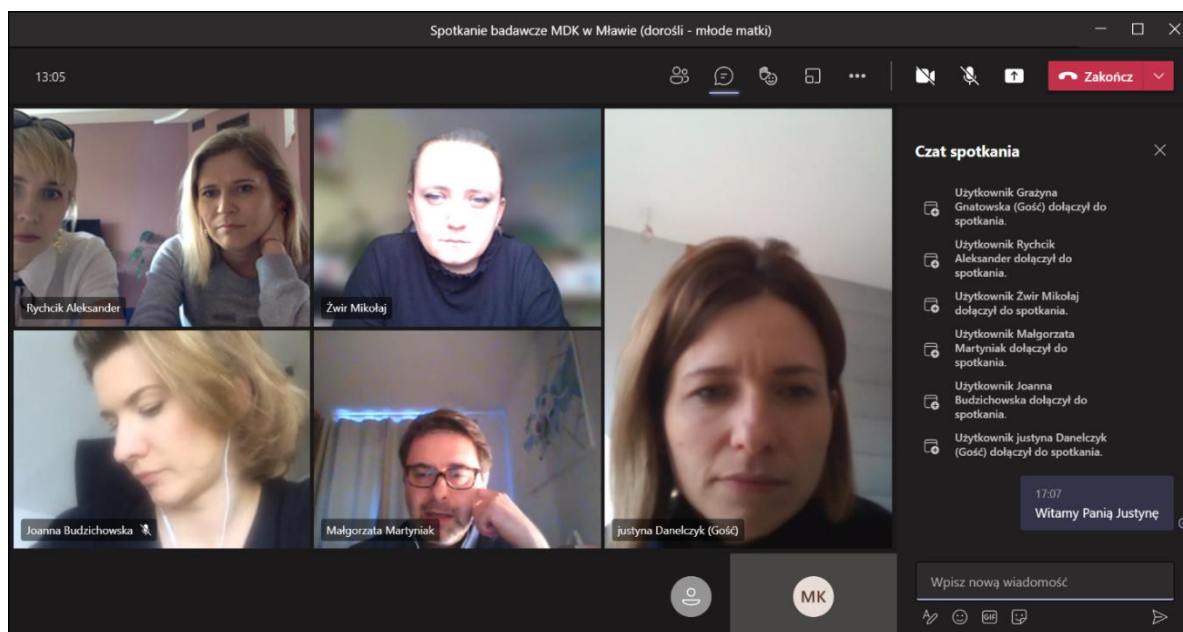 Spotkanie badawcze MDK w Mławie (dorośli - młode matki)
13:05
Zakończ
Rychcik Aleksander
Żwir Mikołaj
Joanna Budzichowska
Małgorzata Martyniak
justyna Danelczyk (Gość)
MK
Czat spotkania
Użytkownik Grażyna
Gnatowska (Gość) dołączył do
spotkania.
Użytkownik Rychcik
Aleksander dołączył do
spotkania.
Użytkownik Żwir Mikołaj
dołączył do spotkania.
Użytkownik Małgorzata
Martyniak dołączył do
spotkania.
Użytkownik Joanna
Budzichowska dołączył do
spotkania.
Użytkownik justyna Danelczyk
(Gość) dołączył do spotkania.
17:07
Witamy Panią Justynę
Wpisz nową wiadomość
GIF